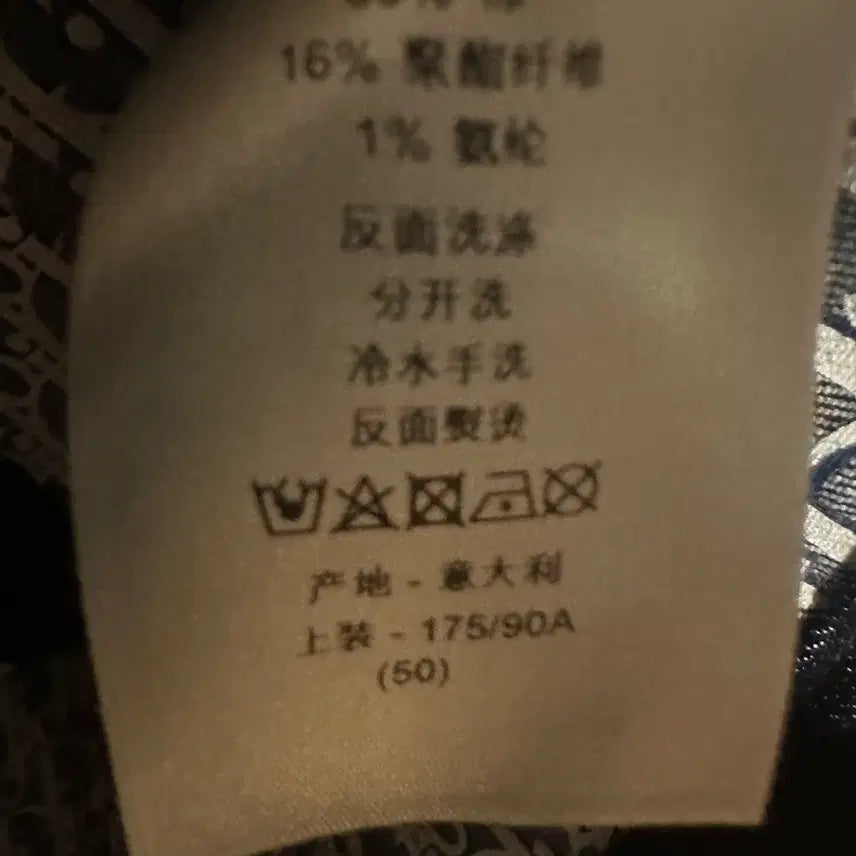 16% 聚酯纤维
1% 氨纶
反面洗涤
分开洗
冷水手洗
反面熨烫
产地 - 意大利
上装 - 175/90A
(50)